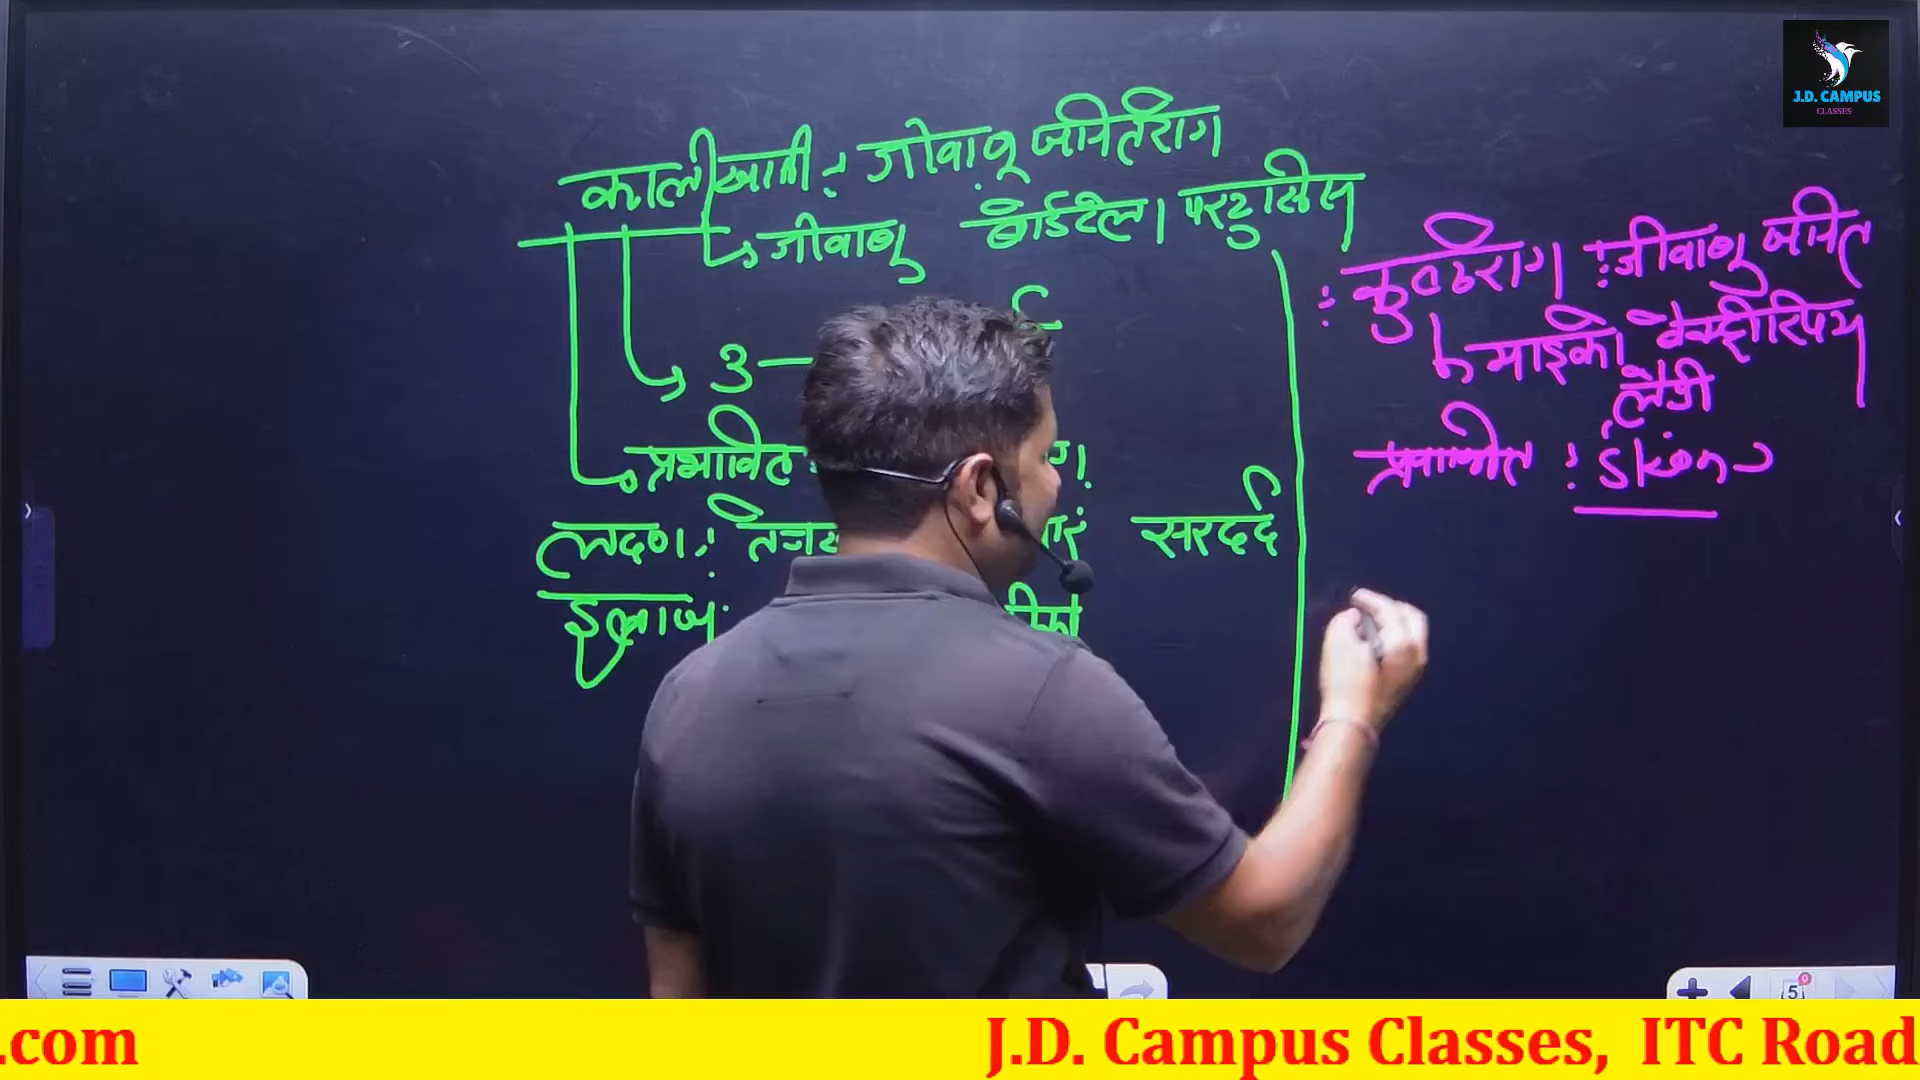 काली खासी : जीवाणु जनित रोग
जीवाणु बोर्डटेला परटुसिस
3 —
प्रभावित
लक्षण : तेज सरदर्द
इलाज :
: कुष्ठ रोग : जीवाणु जनित
माइको बैक्टीरियम
लेप्री
प्रभावित : Skin
J.D. CAMPUS
CLASSES
5
.com J.D. Campus Classes, ITC Road